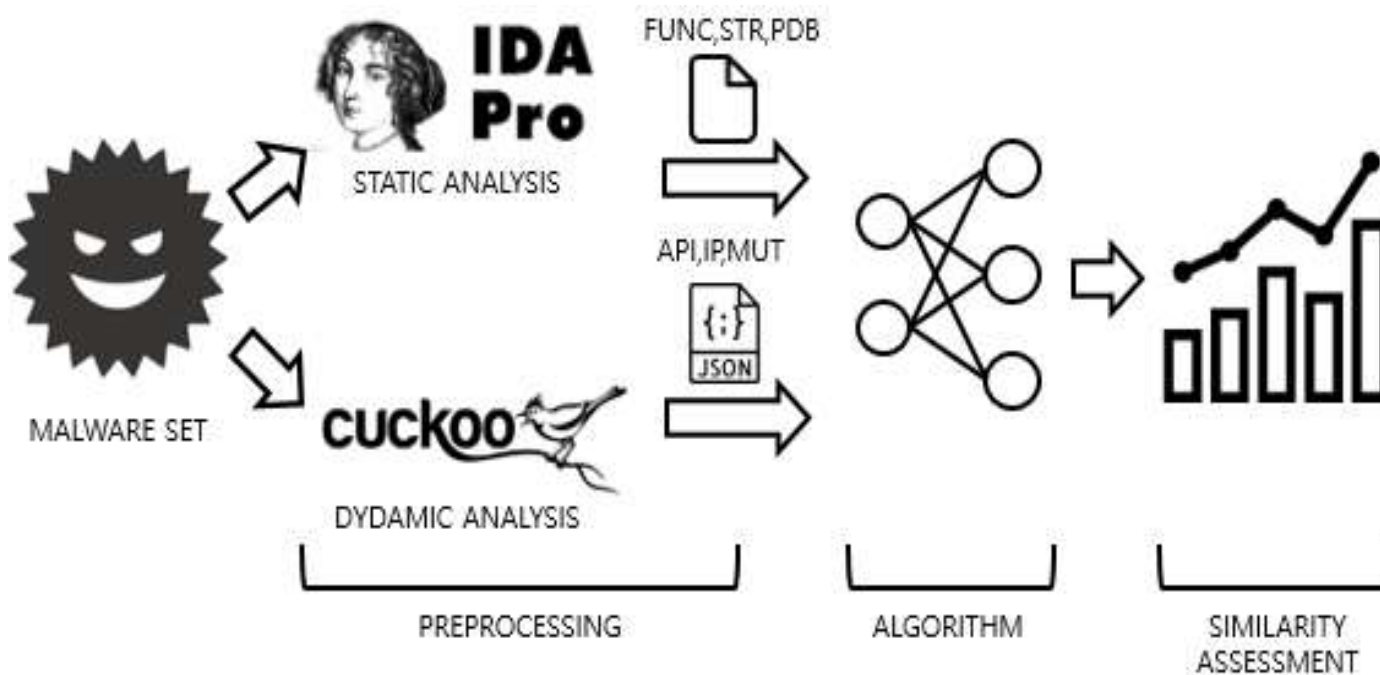 IDA
Pro
FUNC,STR,PDB
STATIC ANALYSIS
API,IP,MUT
{;}
JSON
MALWARE SET
cuckoo
DYDAMIC ANALYSIS
PREPROCESSING
ALGORITHM
SIMILARITY
ASSESSMENT